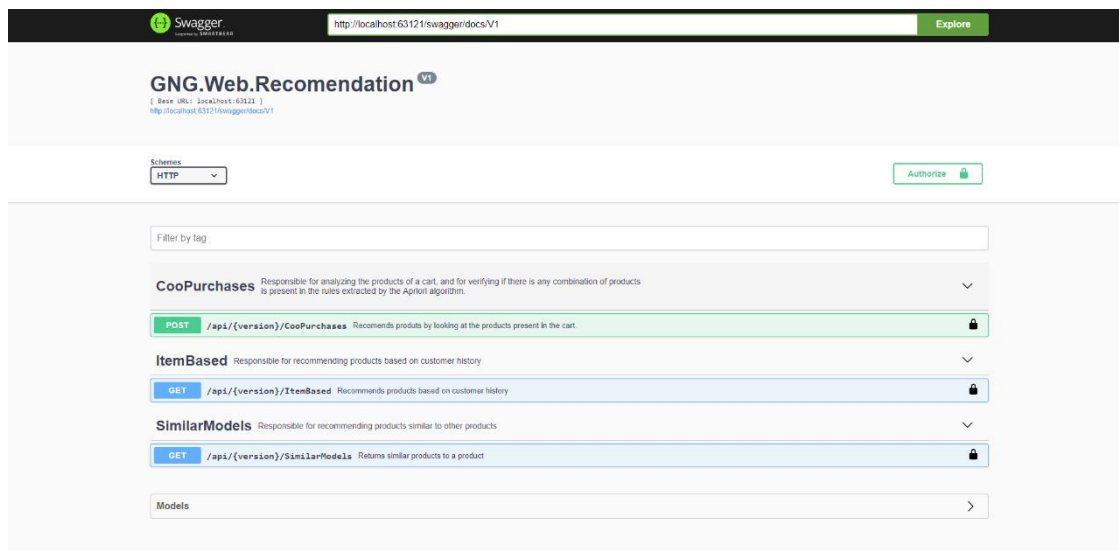 Swagger.
Supported by SMARTBEAR
http://localhost:63121/swagger/docs/V1
Explore
GNG.Web.Recomendation V1
[ Base URL: localhost:63121 ]
http://localhost:63121/swagger/docs/V1
Schemes
HTTP
Authorize
Filter by tag
CooPurchases Responsible for analyzing the products of a cart, and for verifying if there is any combination of products
is present in the rules extracted by the Apriori algorithm.
POST /api/{version}/CooPurchases Recomends produts by looking at the products present in the cart.
ItemBased Responsible for recommending products based on customer history
GET /api/{version}/ItemBased Recommends products based on customer history
SimilarModels Responsible for recommending products similar to other products
GET /api/{version}/SimilarModels Returns similar products to a product
Models